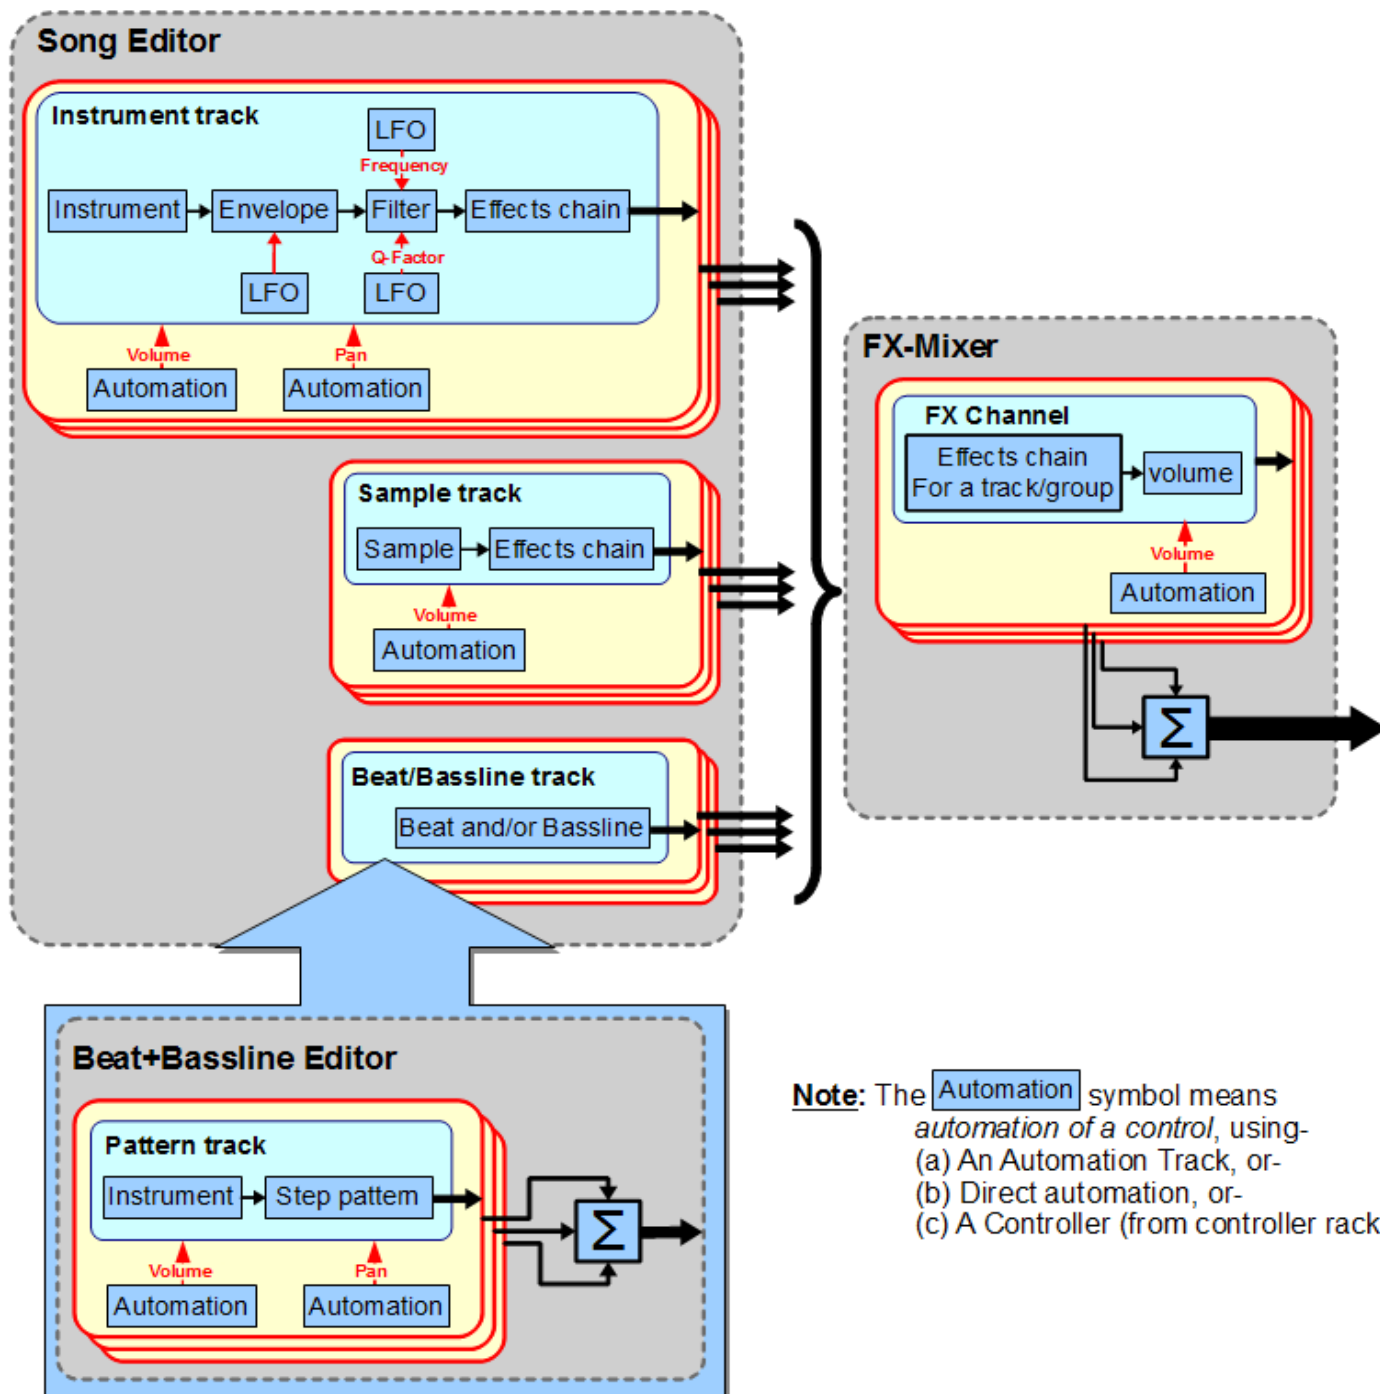 Song Editor
Instrument track
LFO
Frequency
Instrument
Envelope
Filter
Effects chain
Q-Factor
LFO
LFO
Volume
Pan
Automation
Automation
Sample track
Sample
Effects chain
Volume
Automation
Beat/Bassline track
Beat and/or Bassline
FX-Mixer
FX Channel
Effects chain
For a track/group
volume
Volume
Automation
Σ
Beat+Bassline Editor
Pattern track
Instrument
Step pattern
Σ
Volume
Pan
Automation
Automation
Note: The Automation symbol means
automation of a control, using-
(a) An Automation Track, or-
(b) Direct automation, or-
(c) A Controller (from controller rack